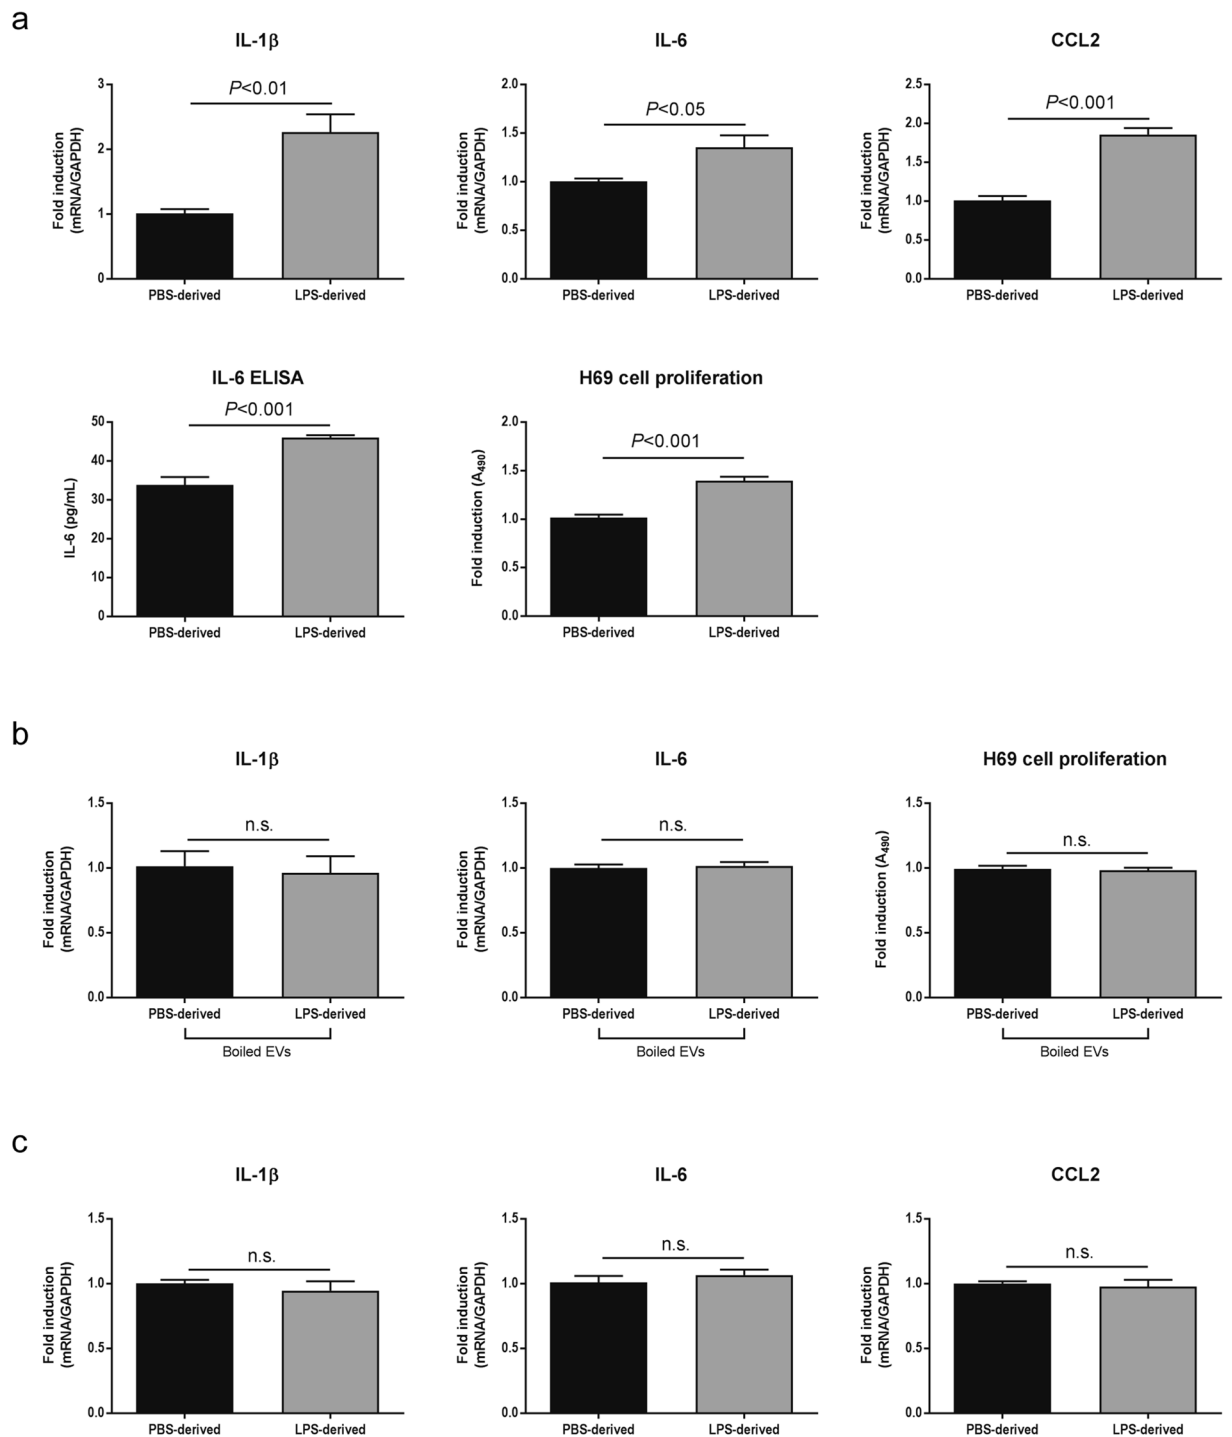 a
IL-1β
Fold induction
(mRNA/GAPDH)
3
2
1
0
P<0.01
PBS-derived
LPS-derived
IL-6
Fold induction
(mRNA/GAPDH)
2.0
1.5
1.0
0.5
0.0
P<0.05
PBS-derived
LPS-derived
CCL2
Fold induction
(mRNA/GAPDH)
2.5
2.0
1.5
1.0
0.5
0.0
P<0.001
PBS-derived
LPS-derived
IL-6 ELISA
IL-6 (pg/mL)
50
40
30
20
10
0
P<0.001
PBS-derived
LPS-derived
H69 cell proliferation
Fold induction (A₄₉₀)
2.0
1.5
1.0
0.5
0.0
P<0.001
PBS-derived
LPS-derived
b
IL-1β
Fold induction
(mRNA/GAPDH)
1.5
1.0
0.5
0.0
n.s.
PBS-derived
LPS-derived
Boiled EVs
IL-6
Fold induction
(mRNA/GAPDH)
1.5
1.0
0.5
0.0
n.s.
PBS-derived
LPS-derived
Boiled EVs
H69 cell proliferation
Fold induction (A₄₉₀)
1.5
1.0
0.5
0.0
n.s.
PBS-derived
LPS-derived
Boiled EVs
c
IL-1β
Fold induction
(mRNA/GAPDH)
1.5
1.0
0.5
0.0
n.s.
PBS-derived
LPS-derived
IL-6
Fold induction
(mRNA/GAPDH)
1.5
1.0
0.5
0.0
n.s.
PBS-derived
LPS-derived
CCL2
Fold induction
(mRNA/GAPDH)
1.5
1.0
0.5
0.0
n.s.
PBS-derived
LPS-derived